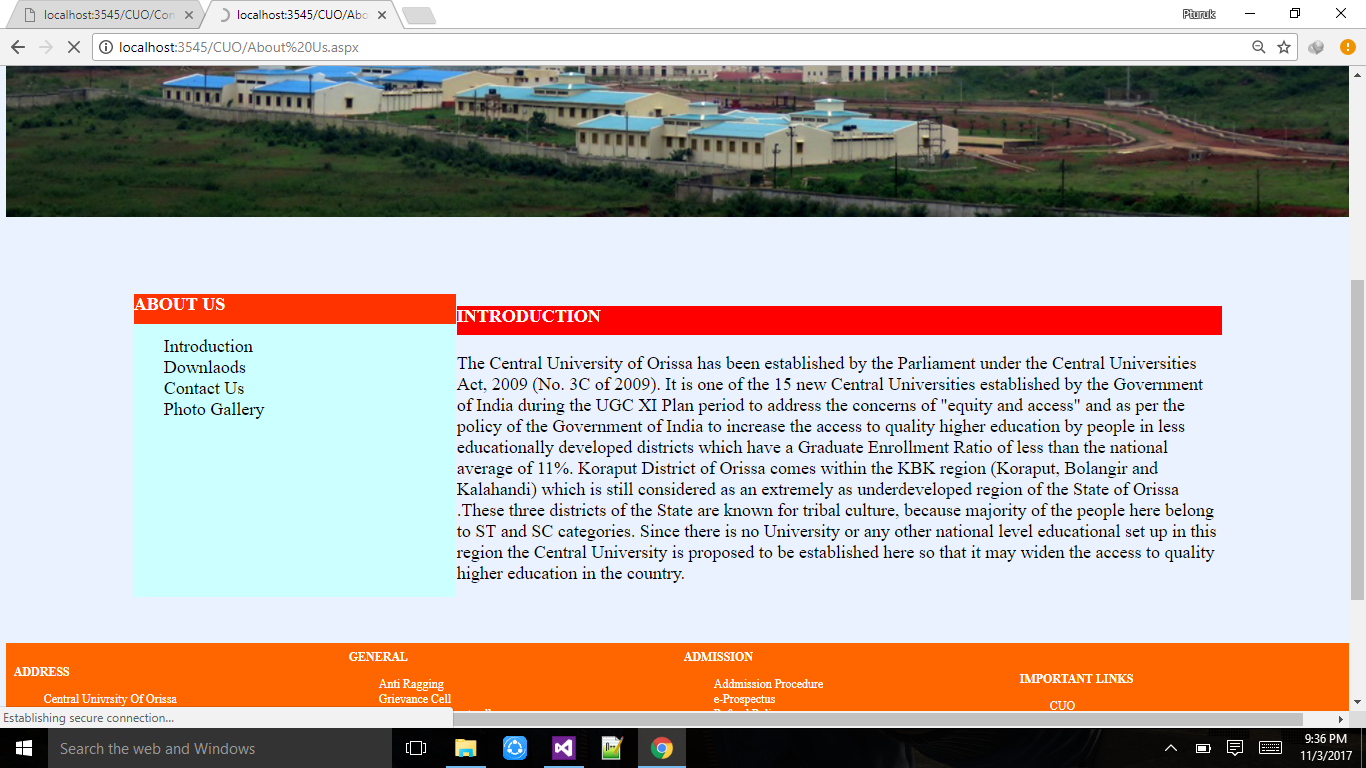 localhost:3545/CUO/Con
localhost:3545/CUO/Abo
Pturuk
localhost:3545/CUO/About%20Us.aspx
ABOUT US
Introduction
Downlaods
Contact Us
Photo Gallery
INTRODUCTION
The Central University of Orissa has been established by the Parliament under the Central Universities
Act, 2009 (No. 3C of 2009). It is one of the 15 new Central Universities established by the Government
of India during the UGC XI Plan period to address the concerns of "equity and access" and as per the
policy of the Government of India to increase the access to quality higher education by people in less
educationally developed districts which have a Graduate Enrollment Ratio of less than the national
average of 11%. Koraput District of Orissa comes within the KBK region (Koraput, Bolangir and
Kalahandi) which is still considered as an extremely as underdeveloped region of the State of Orissa
.These three districts of the State are known for tribal culture, because majority of the people here belong
to ST and SC categories. Since there is no University or any other national level educational set up in this
region the Central University is proposed to be established here so that it may widen the access to quality
higher education in the country.
ADDRESS
Central Univrsity Of Orissa
GENERAL
Anti Ragging
Grievance Cell
ADMISSION
Addmission Procedure
e-Prospectus
IMPORTANT LINKS
CUO
Establishing secure connection...
Search the web and Windows
9:36 PM
11/3/2017